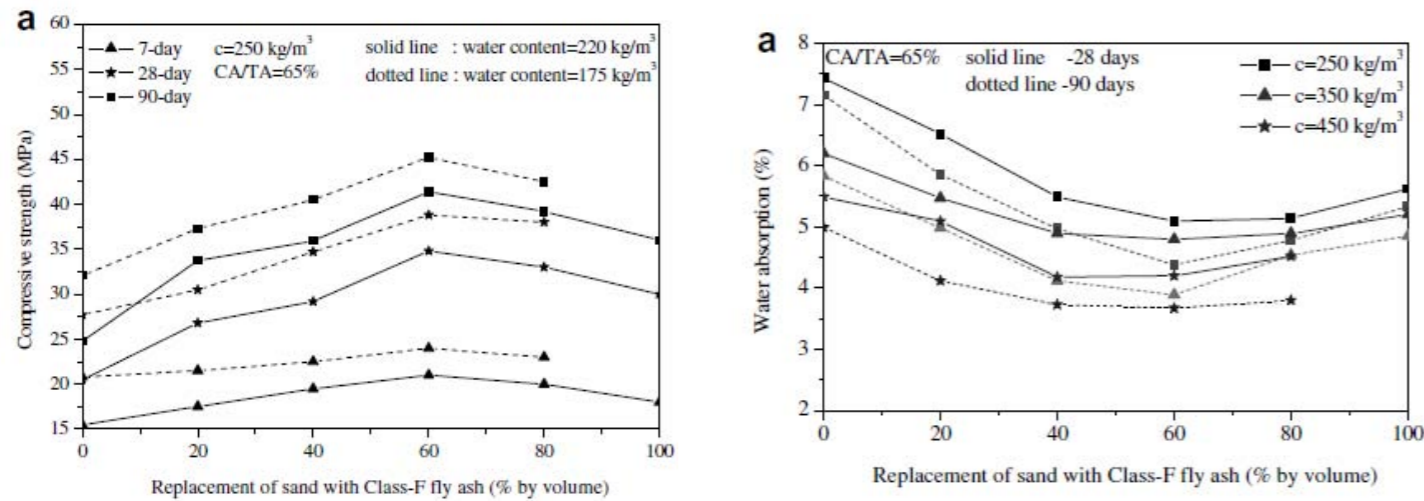 a
60
55
50
45
40
35
30
25
20
15
Compressive strength (MPa)
7-day
28-day
90-day
c=250 kg/m³
CA/TA=65%
solid line : water content=220 kg/m³
dotted line : water content=175 kg/m³
0 20 40 60 80 100
Replacement of sand with Class-F fly ash (% by volume)
a
8
7
6
5
4
2
Water absorption (%)
CA/TA=65% solid line -28 days
dotted line -90 days
c=250 kg/m³
c=350 kg/m³
c=450 kg/m³
0 20 40 60 80 100
Replacement of sand with Class-F fly ash (% by volume)